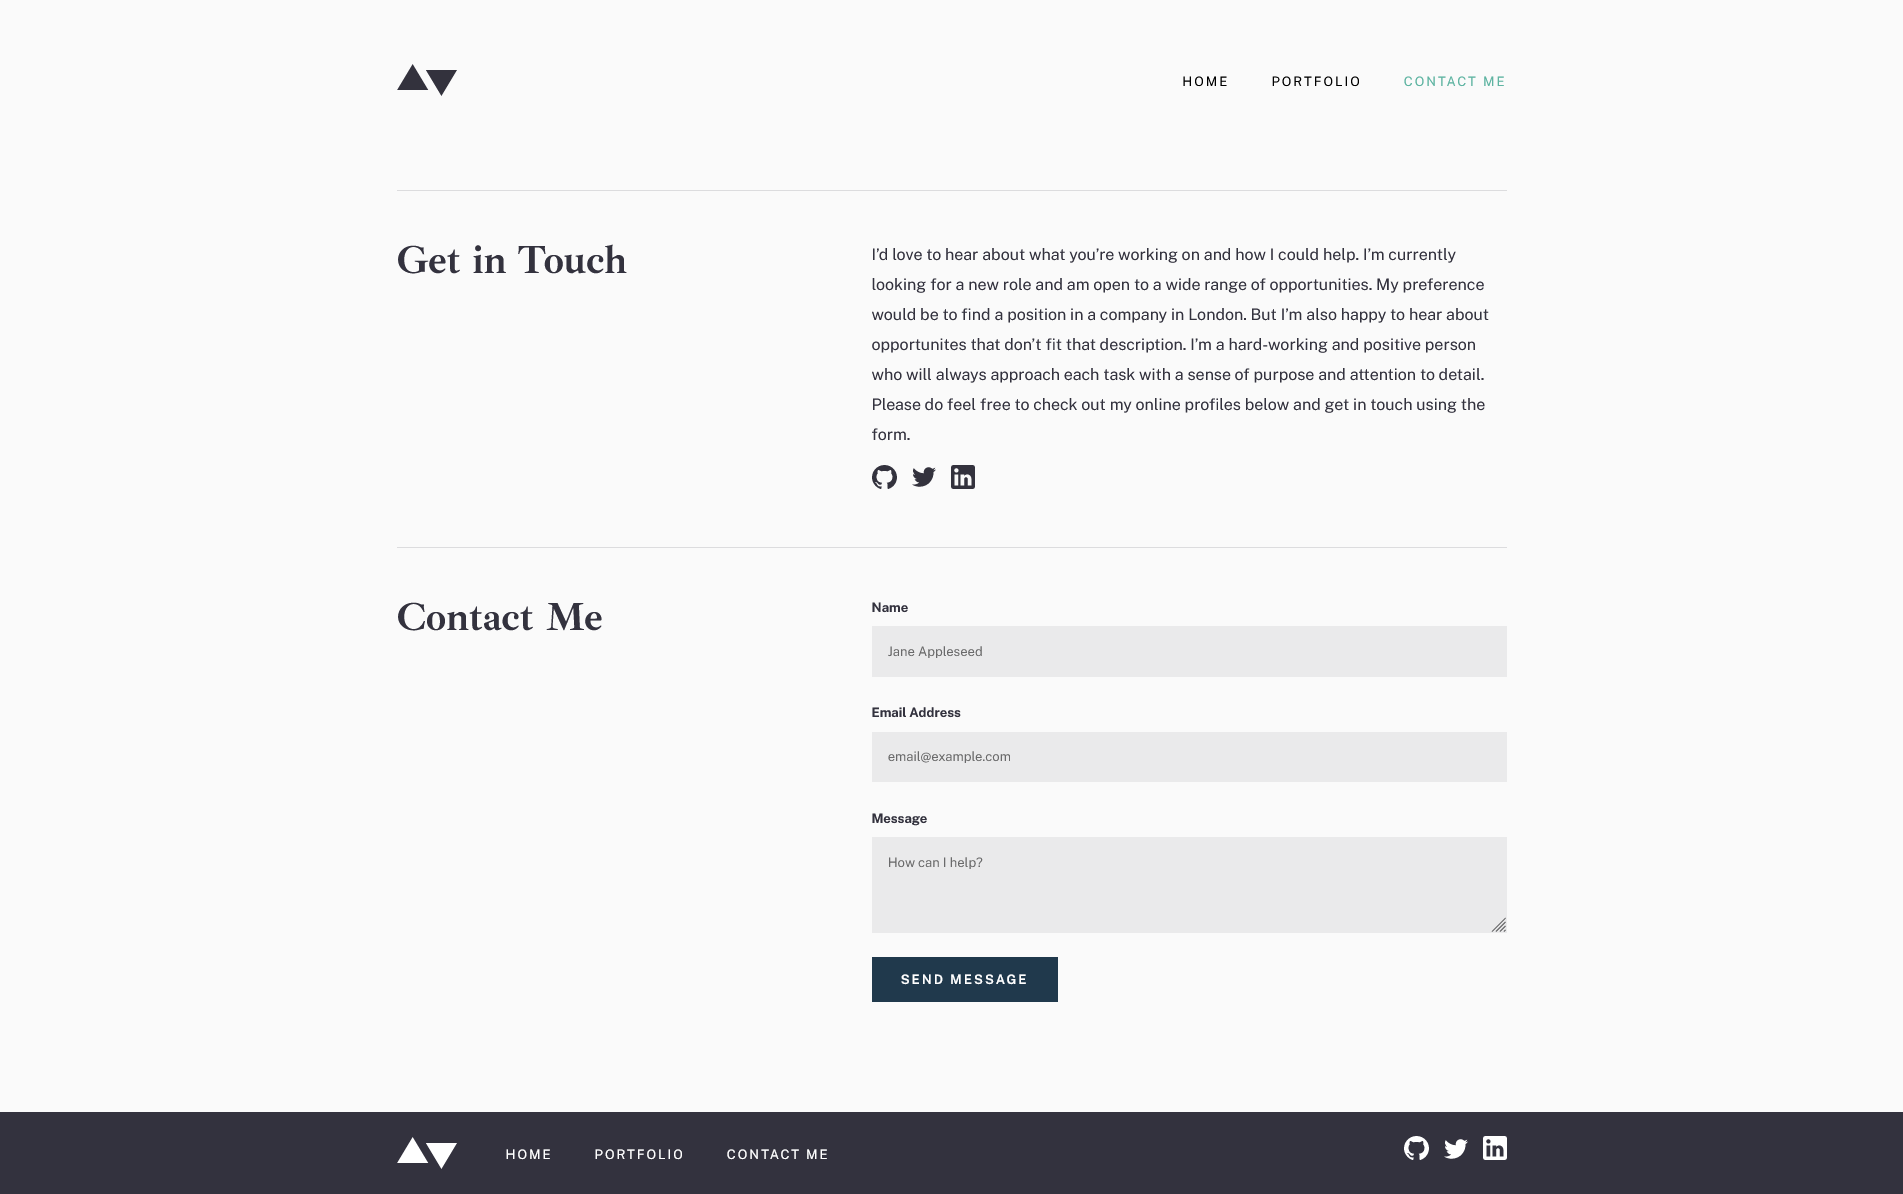 HOME PORTFOLIO CONTACT ME
Get in Touch
I’d love to hear about what you’re working on and how I could help. I’m currently
looking for a new role and am open to a wide range of opportunities. My preference
would be to find a position in a company in London. But I’m also happy to hear about
opportunites that don’t fit that description. I’m a hard-working and positive person
who will always approach each task with a sense of purpose and attention to detail.
Please do feel free to check out my online profiles below and get in touch using the
form.
in
Contact Me
Name
Jane Appleseed
Email Address
email@example.com
Message
How can I help?
SEND MESSAGE
HOME PORTFOLIO CONTACT ME
in